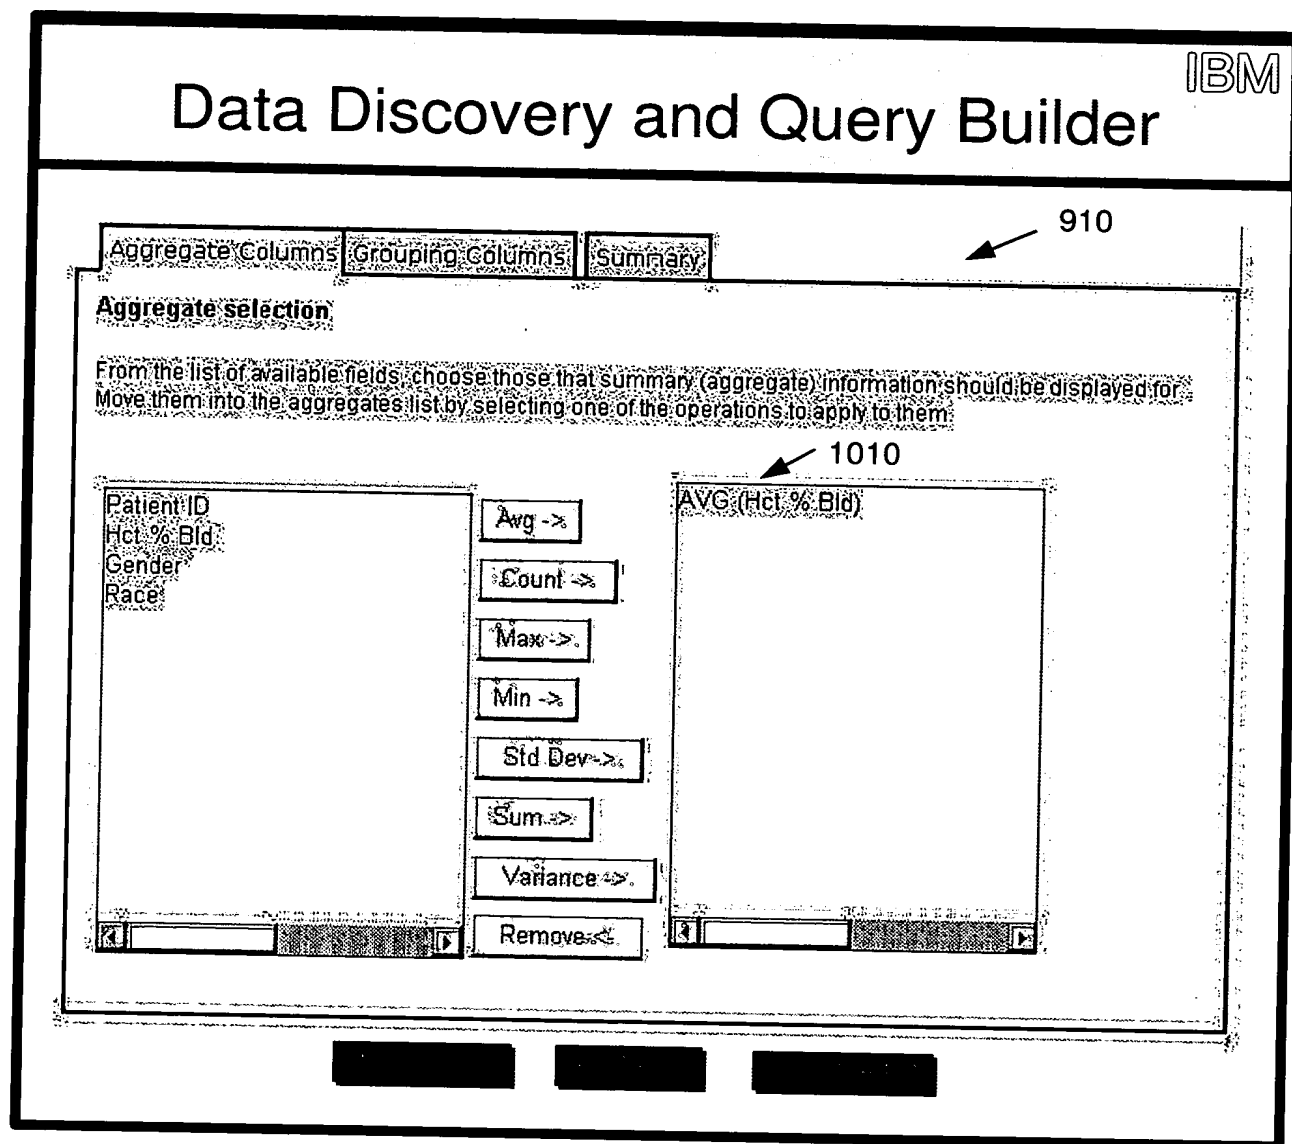 IBM
Data Discovery and Query Builder
910
Aggregate Columns Grouping Columns Summary
Aggregate selection
From the list of available fields, choose those that summary (aggregate) information should be displayed for.
Move them into the aggregates list by selecting one of the operations to apply to them.
1010
Patient ID
Hct % Bld
Gender
Race
Avg ->
Count ->
Max ->
Min ->
Std Dev->
Sum ->
Variance ->
Remove<-
AVG (Hct % Bld)